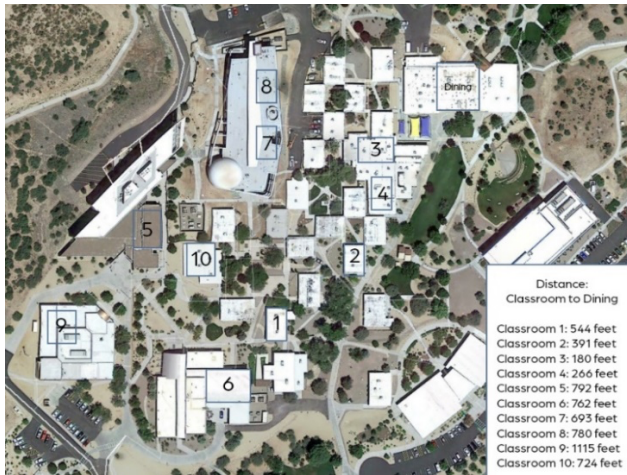 8
Dining
7
3
4
5
10
2
9
1
6
Distance:
Classroom to Dining
Classroom 1: 544 feet
Classroom 2: 391 feet
Classroom 3: 180 feet
Classroom 4: 266 feet
Classroom 5: 792 feet
Classroom 6: 762 feet
Classroom 7: 693 feet
Classroom 8: 780 feet
Classroom 9: 1115 feet
Classroom 10: 724 feet